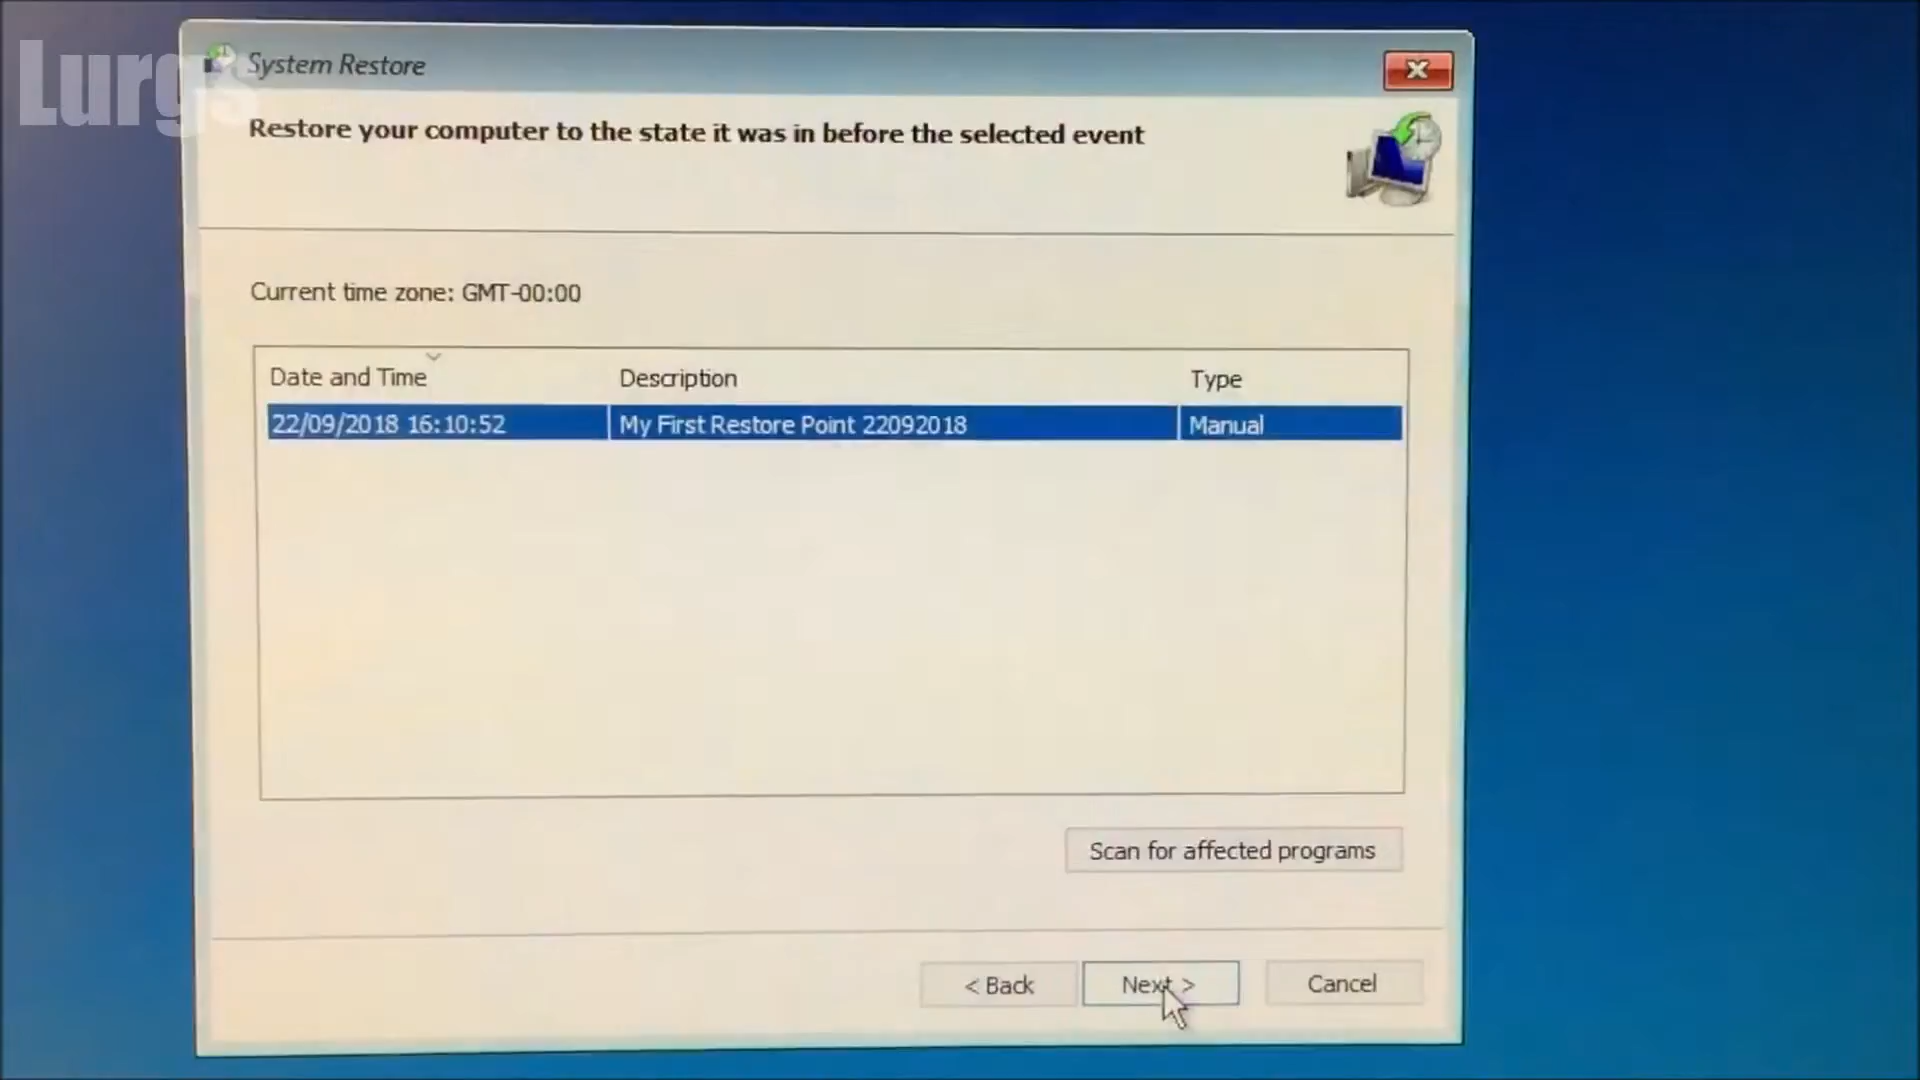 Lurg's
System Restore
Restore your computer to the state it was in before the selected event
Current time zone: GMT-00:00
Date and Time Description Type
22/09/2018 16:10:52 My First Restore Point 22092018 Manual
Scan for affected programs
< Back Next > Cancel